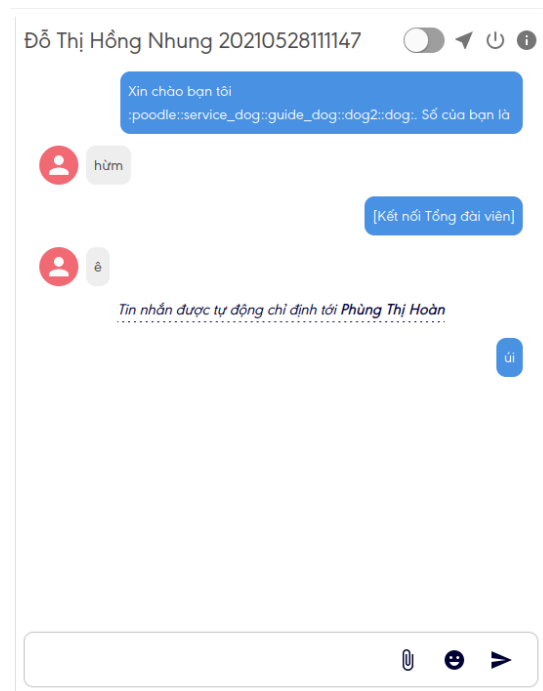 Đỗ Thị Hồng Nhung 20210528111147
Xin chào bạn tôi
:poodle::service_dog::guide_dog::dog2::dog:. Số của bạn là
hừm
[Kết nối Tổng đài viên]
ê
Tin nhắn được tự động chỉ định tới Phùng Thị Hoàn
úi